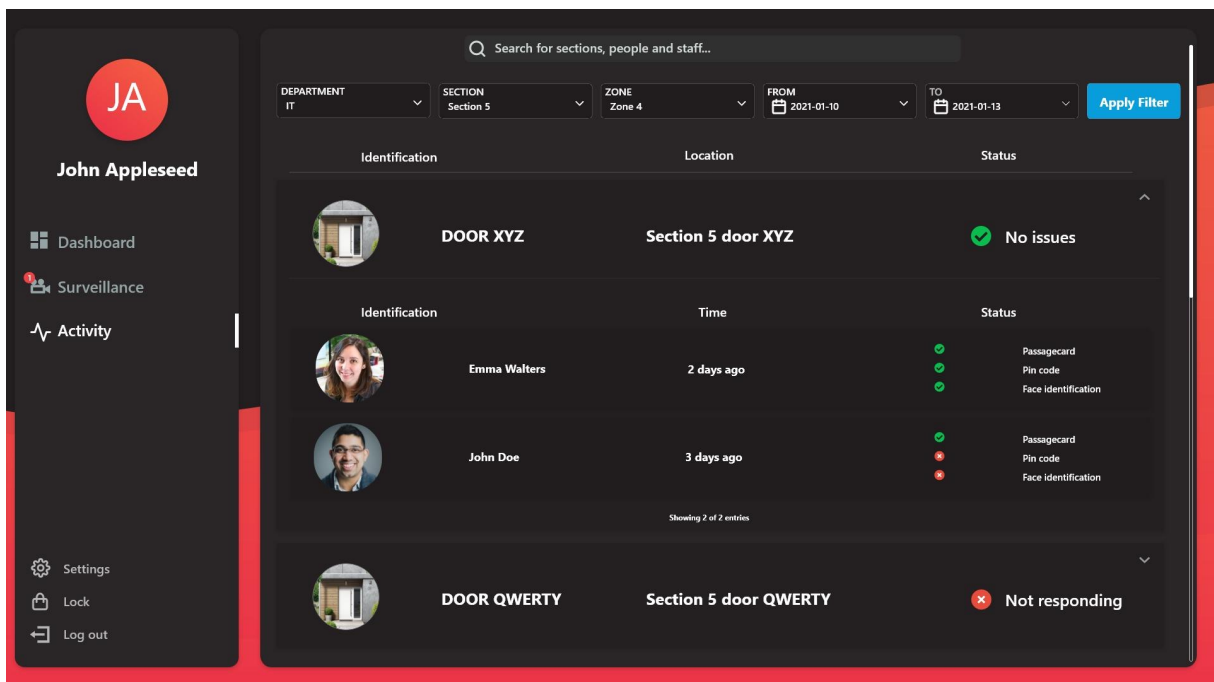 JA
John Appleseed
Dashboard
1
Surveillance
Activity
Settings
Lock
Log out
Search for sections, people and staff...
DEPARTMENT
IT
SECTION
Section 5
ZONE
Zone 4
FROM
2021-01-10
TO
2021-01-13
Apply Filter
Identification Location Status
DOOR XYZ Section 5 door XYZ No issues
Identification Time Status
Emma Walters 2 days ago
Passagecard
Pin code
Face identification
John Doe 3 days ago
Passagecard
Pin code
Face identification
Showing 2 of 2 entries
DOOR QWERTY Section 5 door QWERTY Not responding